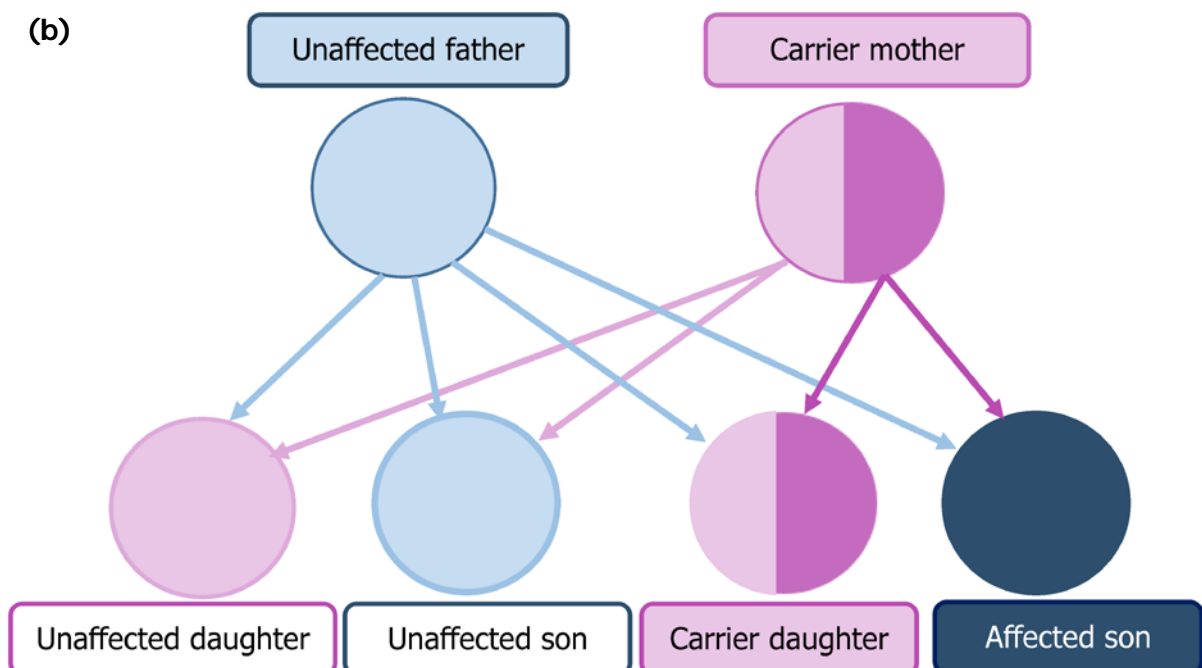 (b)
Unaffected father
Carrier mother
Unaffected daughter
Unaffected son
Carrier daughter
Affected son